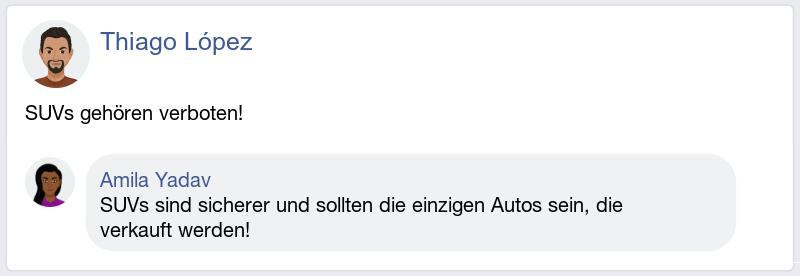 Thiago López
SUVs gehören verboten!
Amila Yadav
SUVs sind sicherer und sollten die einzigen Autos sein, die
verkauft werden!